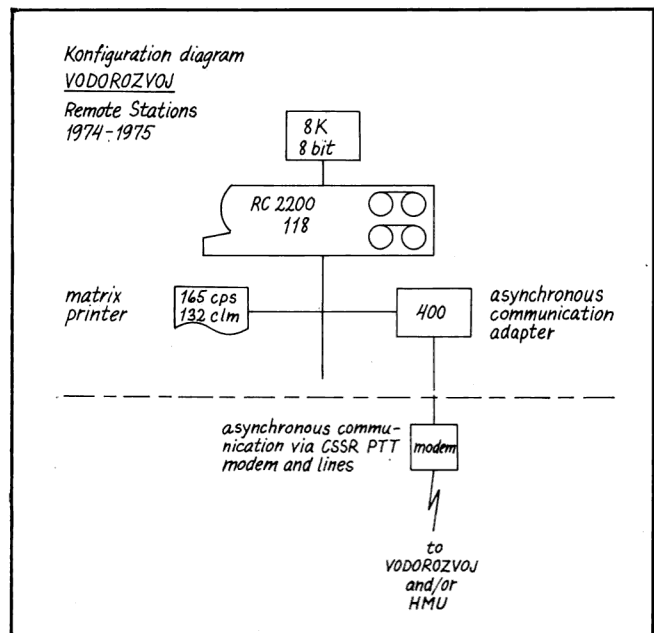 Konfiguration diagram
VODOROZVOJ
Remote Stations
1974-1975
8K
8 bit
RC 2200
118
matrix
printer
165 cps
132 clm
400
asynchronous
communication
adapter
asynchronous commu-
nication via CSSR PTT
modem and lines
modem
to
VODOROZVOJ
and/or
HMU